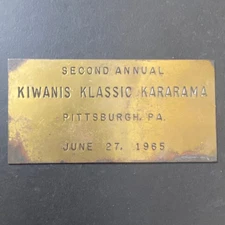 SECOND ANNUAL
KIWANIS KLASSIC KARARAMA
PITTSBURGH, PA.
JUNE 27, 1965